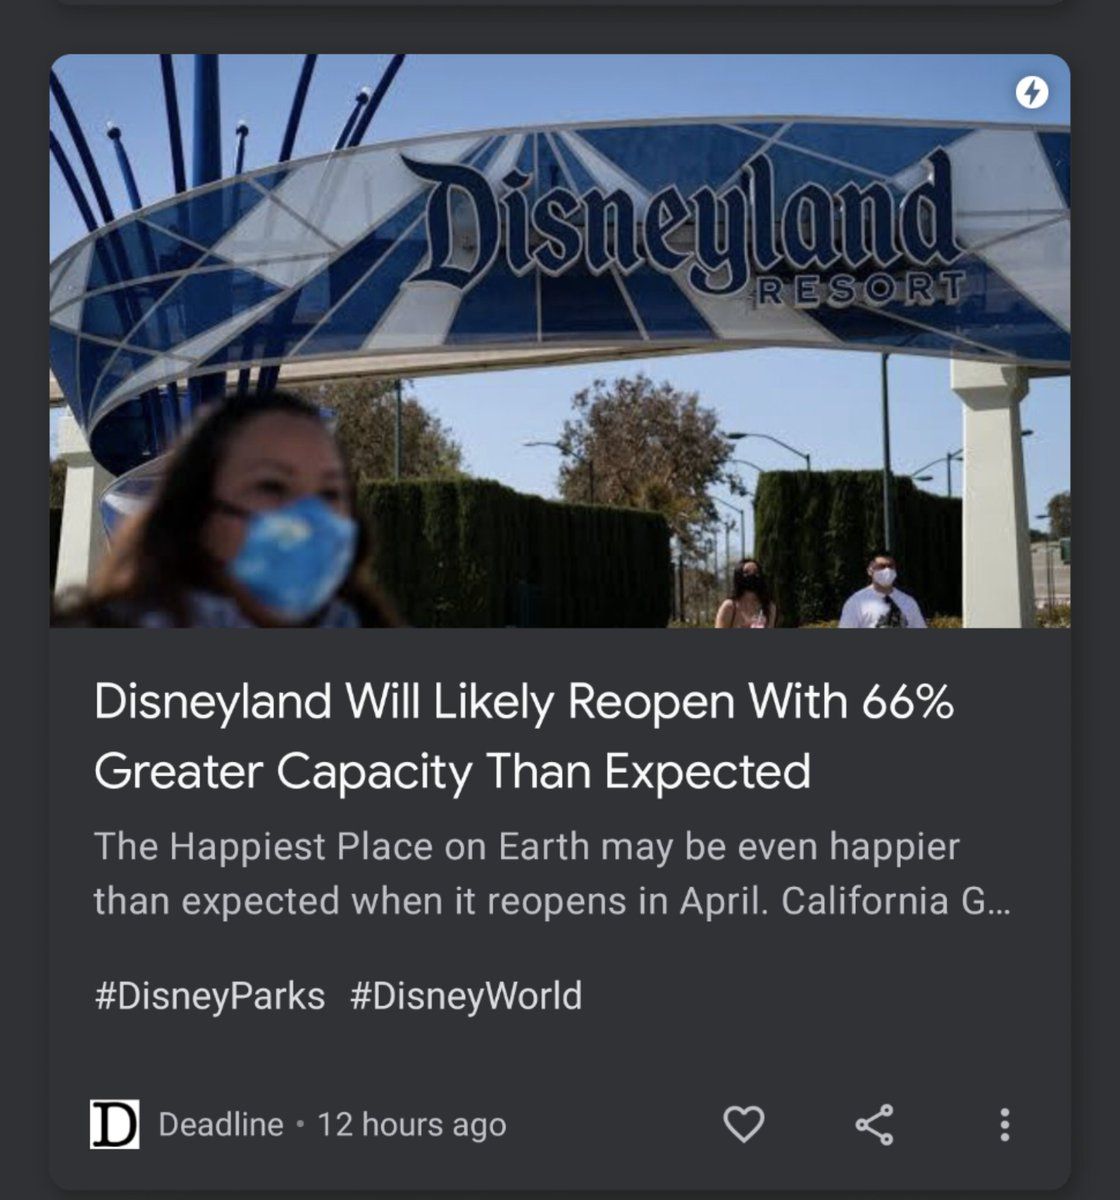 Disneyland
RESORT
Disneyland Will Likely Reopen With 66%
Greater Capacity Than Expected
The Happiest Place on Earth may be even happier
than expected when it reopens in April. California G...
#DisneyParks #DisneyWorld
D Deadline • 12 hours ago